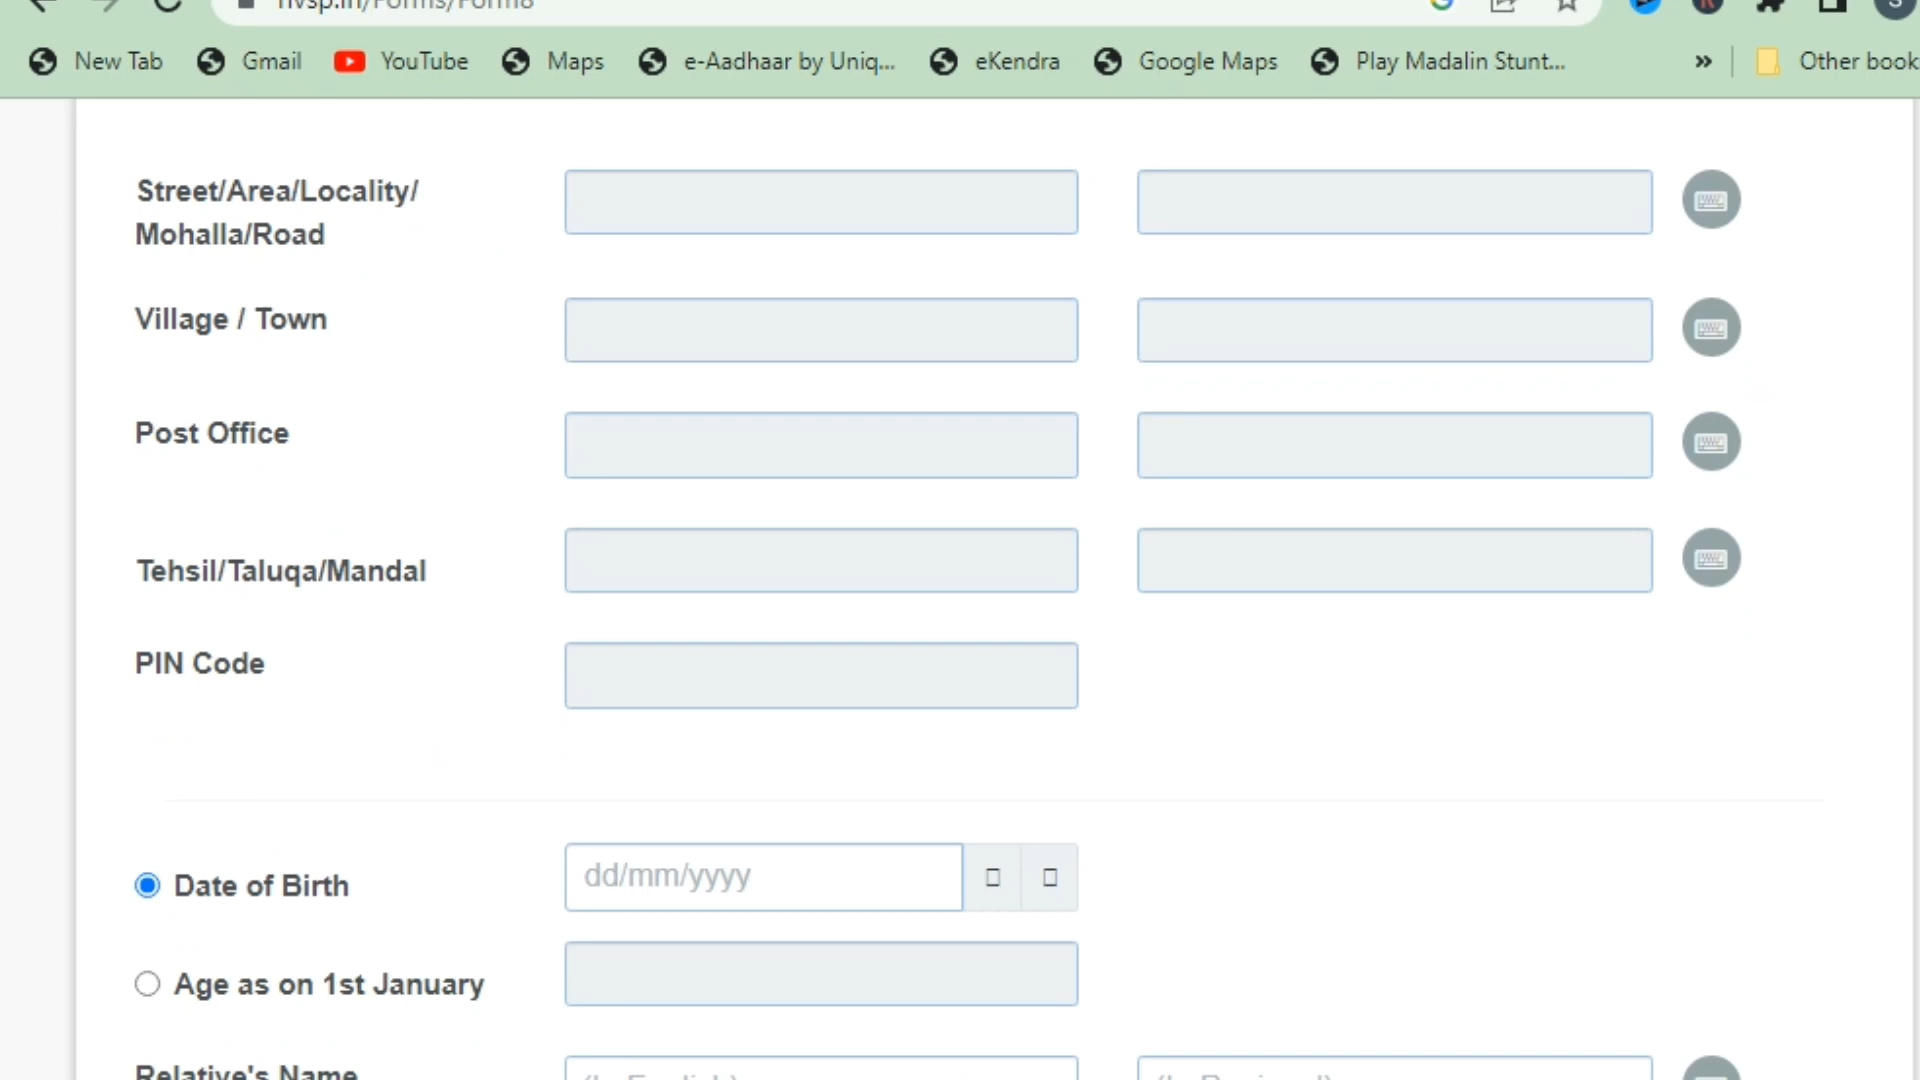 nvsp.in/Forms/Form8
New Tab Gmail YouTube Maps e-Aadhaar by Uniq... eKendra Google Maps Play Madalin Stunt... » Other book
Street/Area/Locality/
Mohalla/Road
Village / Town
Post Office
Tehsil/Taluqa/Mandal
PIN Code
Date of Birth dd/mm/yyyy
Age as on 1st January
Relative's Name